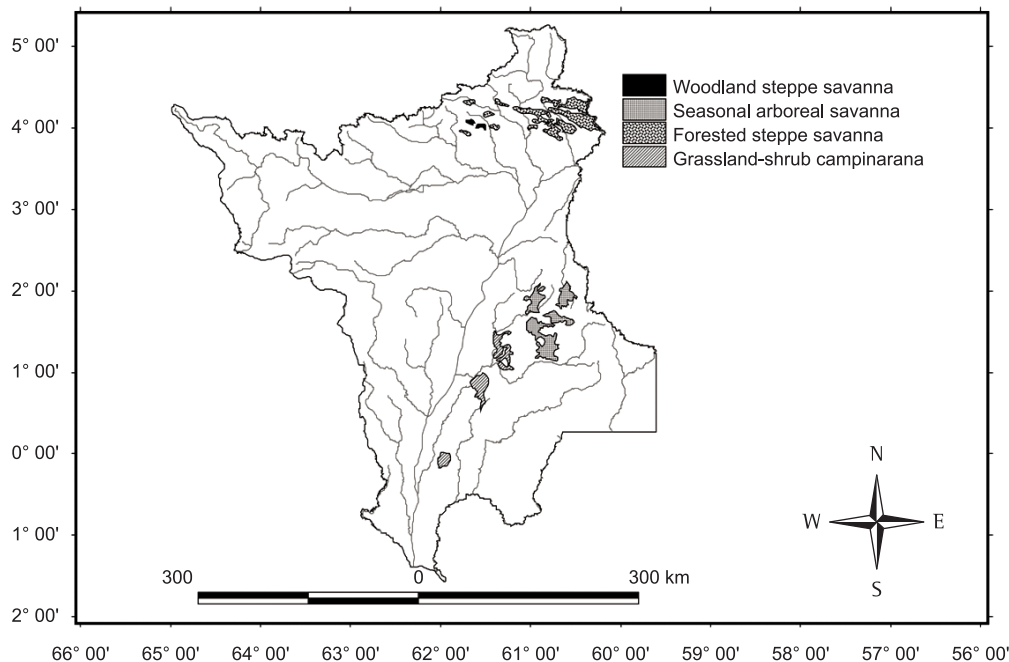 5° 00'
4° 00'
3° 00'
2° 00'
1° 00'
0° 00'
1° 00'
2° 00'
Woodland steppe savanna
Seasonal arboreal savanna
Forested steppe savanna
Grassland-shrub campinarana
N
W E
S
300 0 300 km
66° 00' 65° 00' 64° 00' 63° 00' 62° 00' 61° 00' 60° 00' 59° 00' 58° 00' 57° 00' 56° 00'